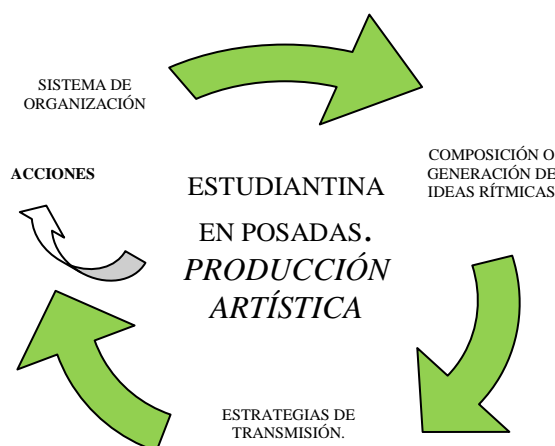 SISTEMA DE
ORGANIZACIÓN
COMPOSICIÓN O
GENERACIÓN DE
IDEAS RÍTMICAS
ACCIONES
ESTUDIANTINA
EN POSADAS.
PRODUCCIÓN
ARTÍSTICA
ESTRATEGIAS DE
TRANSMISIÓN.